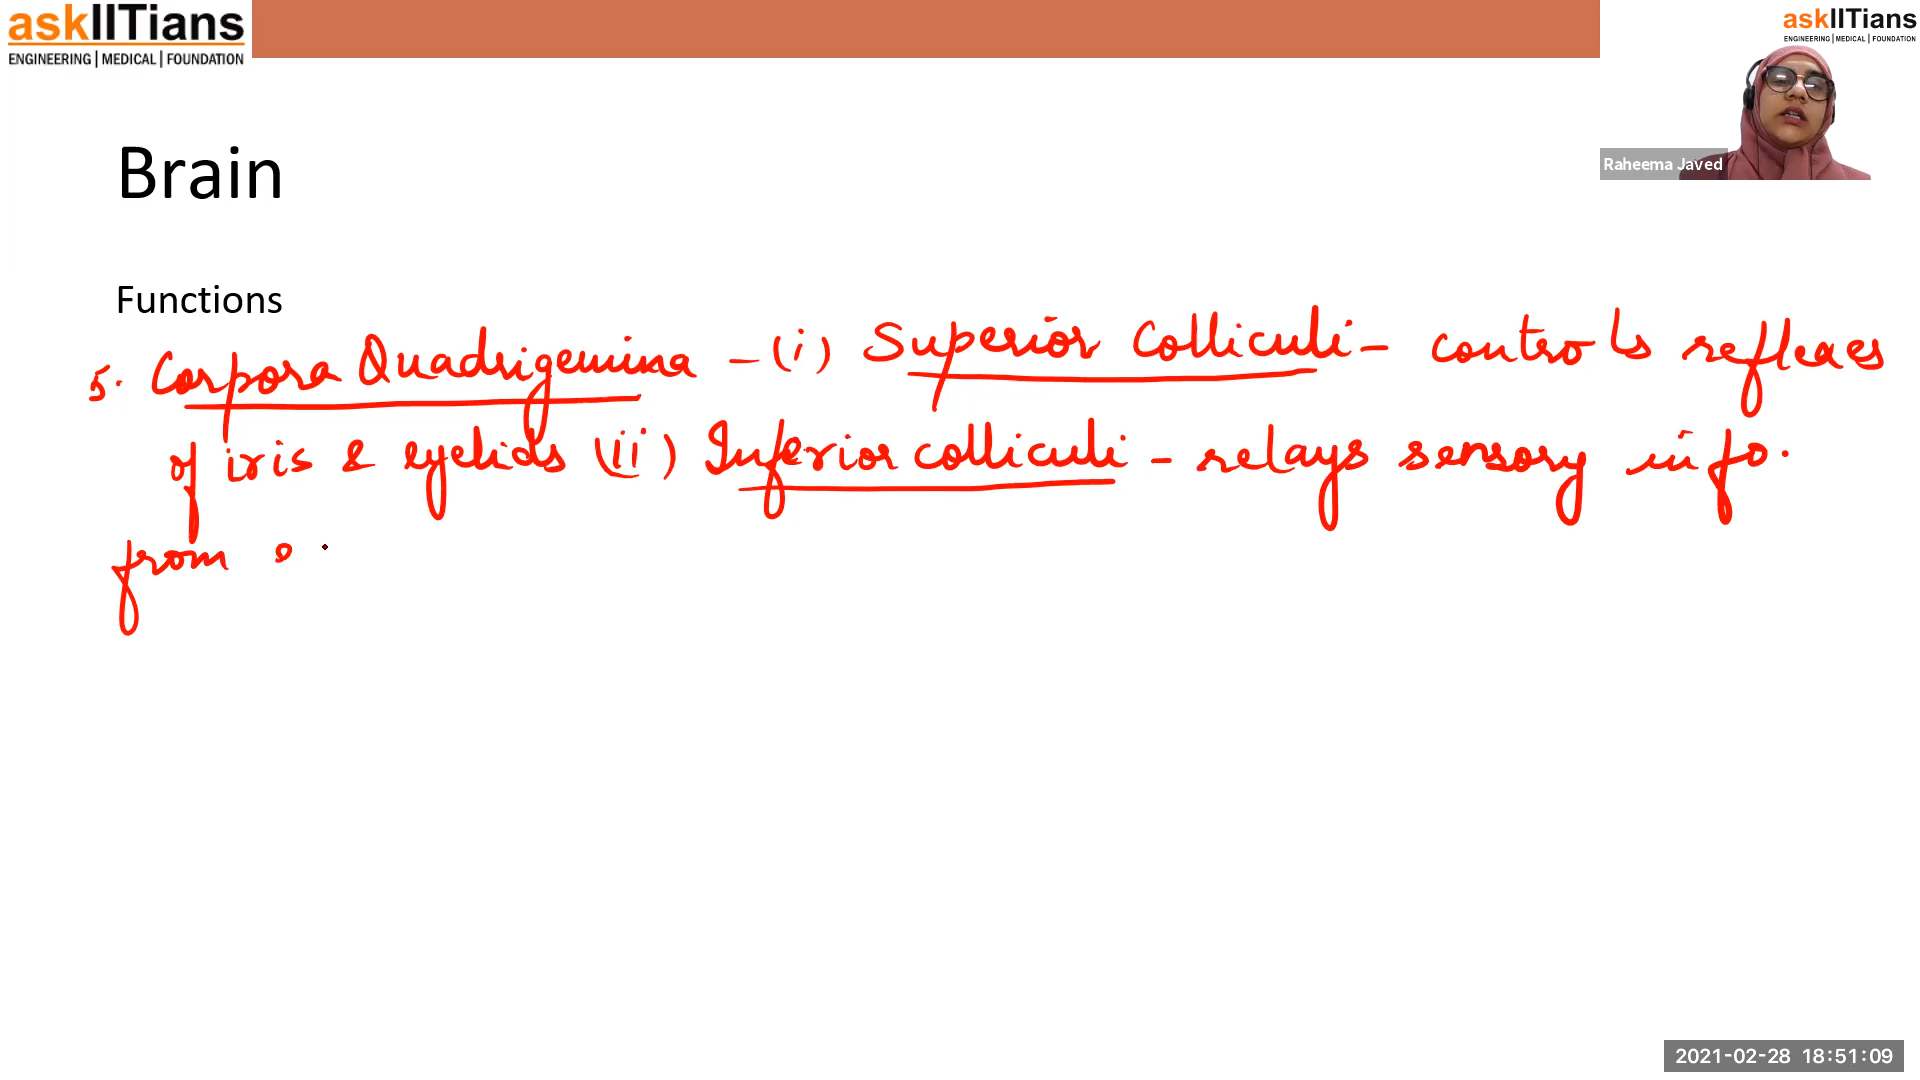 askIITians
ENGINEERING | MEDICAL | FOUNDATION
askIITians
ENGINEERING | MEDICAL | FOUNDATION
Raheema Javed
Brain
Functions
5. Corpora Quadrigemina - (i) Superior Colliculi - controls reflexes
of iris & eyelids (ii) Inferior colliculi - relays sensory info.
from
2021-02-28 18:51:09